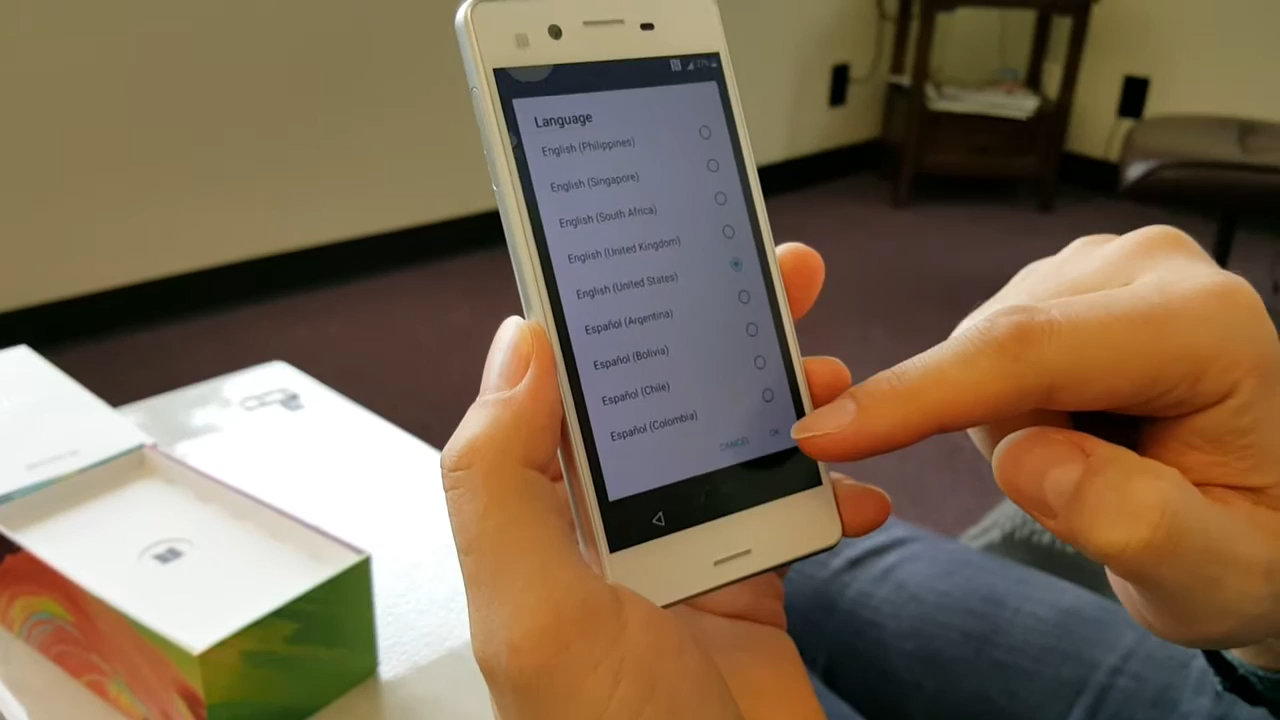 Language
English (Philippines)
English (Singapore)
English (South Africa)
English (United Kingdom)
English (United States)
Español (Argentina)
Español (Bolivia)
Español (Chile)
Español (Colombia)
CANCEL OK